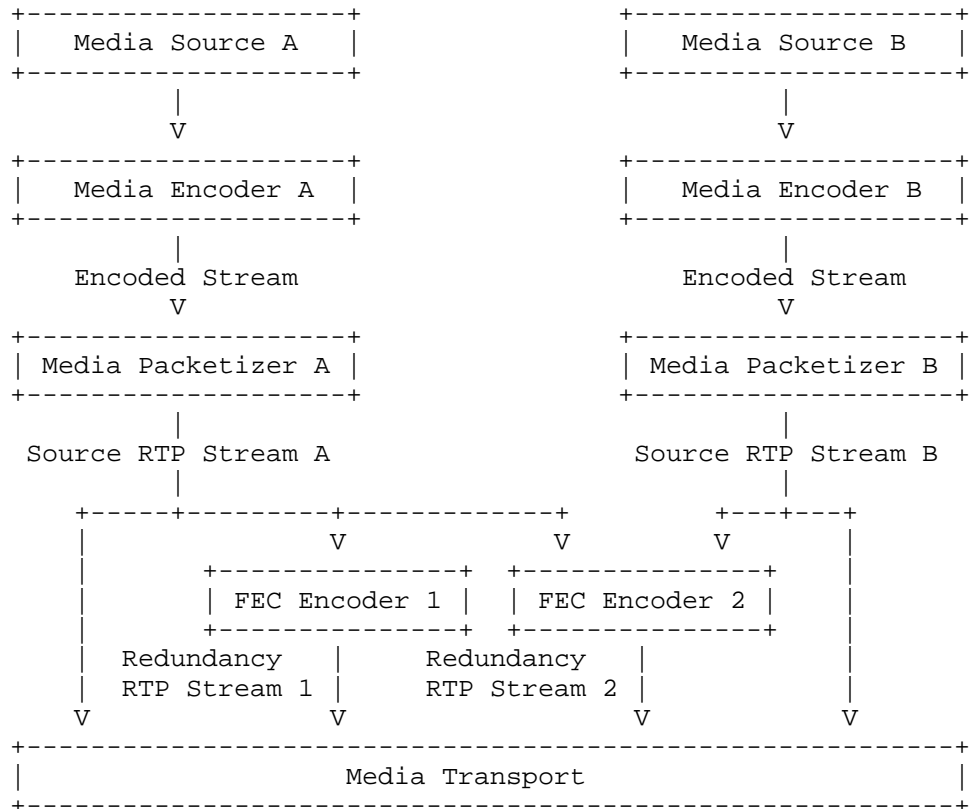 Media Source A Media Source B
V V
Media Encoder A Media Encoder B
Encoded Stream Encoded Stream
V V
Media Packetizer A Media Packetizer B
Source RTP Stream A Source RTP Stream B
V V V
FEC Encoder 1 FEC Encoder 2
Redundancy Redundancy
RTP Stream 1 RTP Stream 2
V V V V
Media Transport